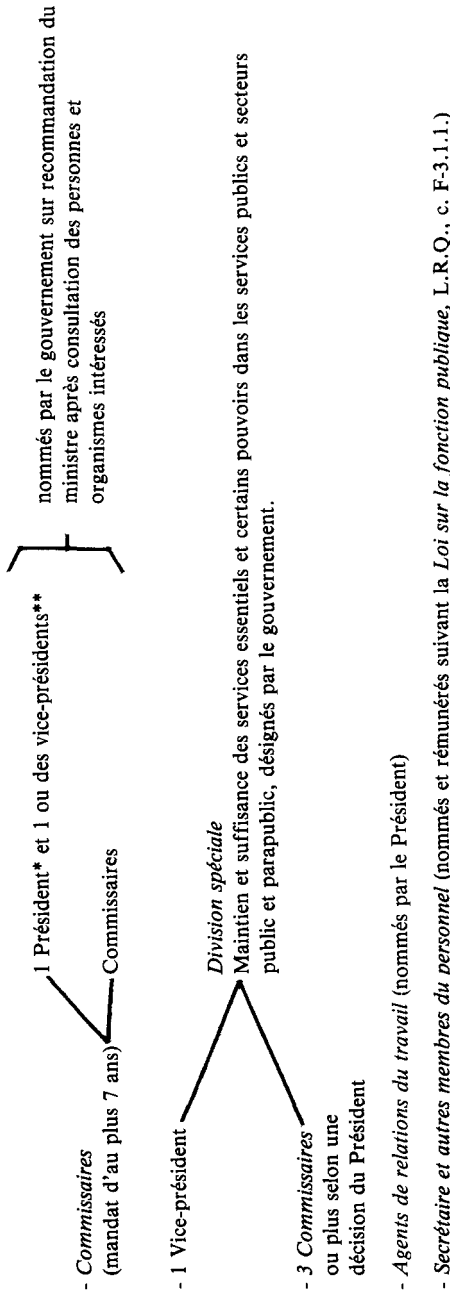 - Commissaires
(mandat d'au plus 7 ans)
1 Président* et 1 ou des vice-présidents**
Commissaires
nommés par le gouvernement sur recommandation du
ministre après consultation des personnes et
organismes intéressés
- 1 Vice-président
- 3 Commissaires
ou plus selon une
décision du Président
Division spéciale
Maintien et suffisance des services essentiels et certains pouvoirs dans les services publics et secteurs
public et parapublic, désignés par le gouvernement.
- Agents de relations du travail (nommés par le Président)
- Secrétaire et autres membres du personnel (nommés et rémunérés suivant la Loi sur la fonction publique, L.R.Q., c. F-3.1.1.)